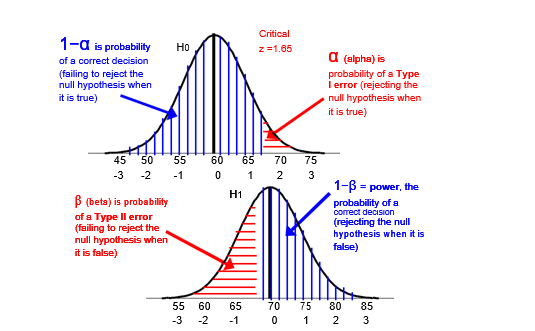 1−α is probability
of a correct decision
(failing to reject the
null hypothesis when
it is true)
H0
Critical
z =1.65
α (alpha) is
probability of a Type
I error (rejecting the
null hypothesis when
it is true)
45 50 55 60 65 70 75
-3 -2 -1 0 1 2 3
β (beta) is probability
of a Type II error
(failing to reject the
null hypothesis when
it is false)
H1
1−β = power, the
probability of a
correct decision
(rejecting the null
hypothesis when it is
false)
55 60 65 70 75 80 85
-3 -2 -1 0 1 2 3